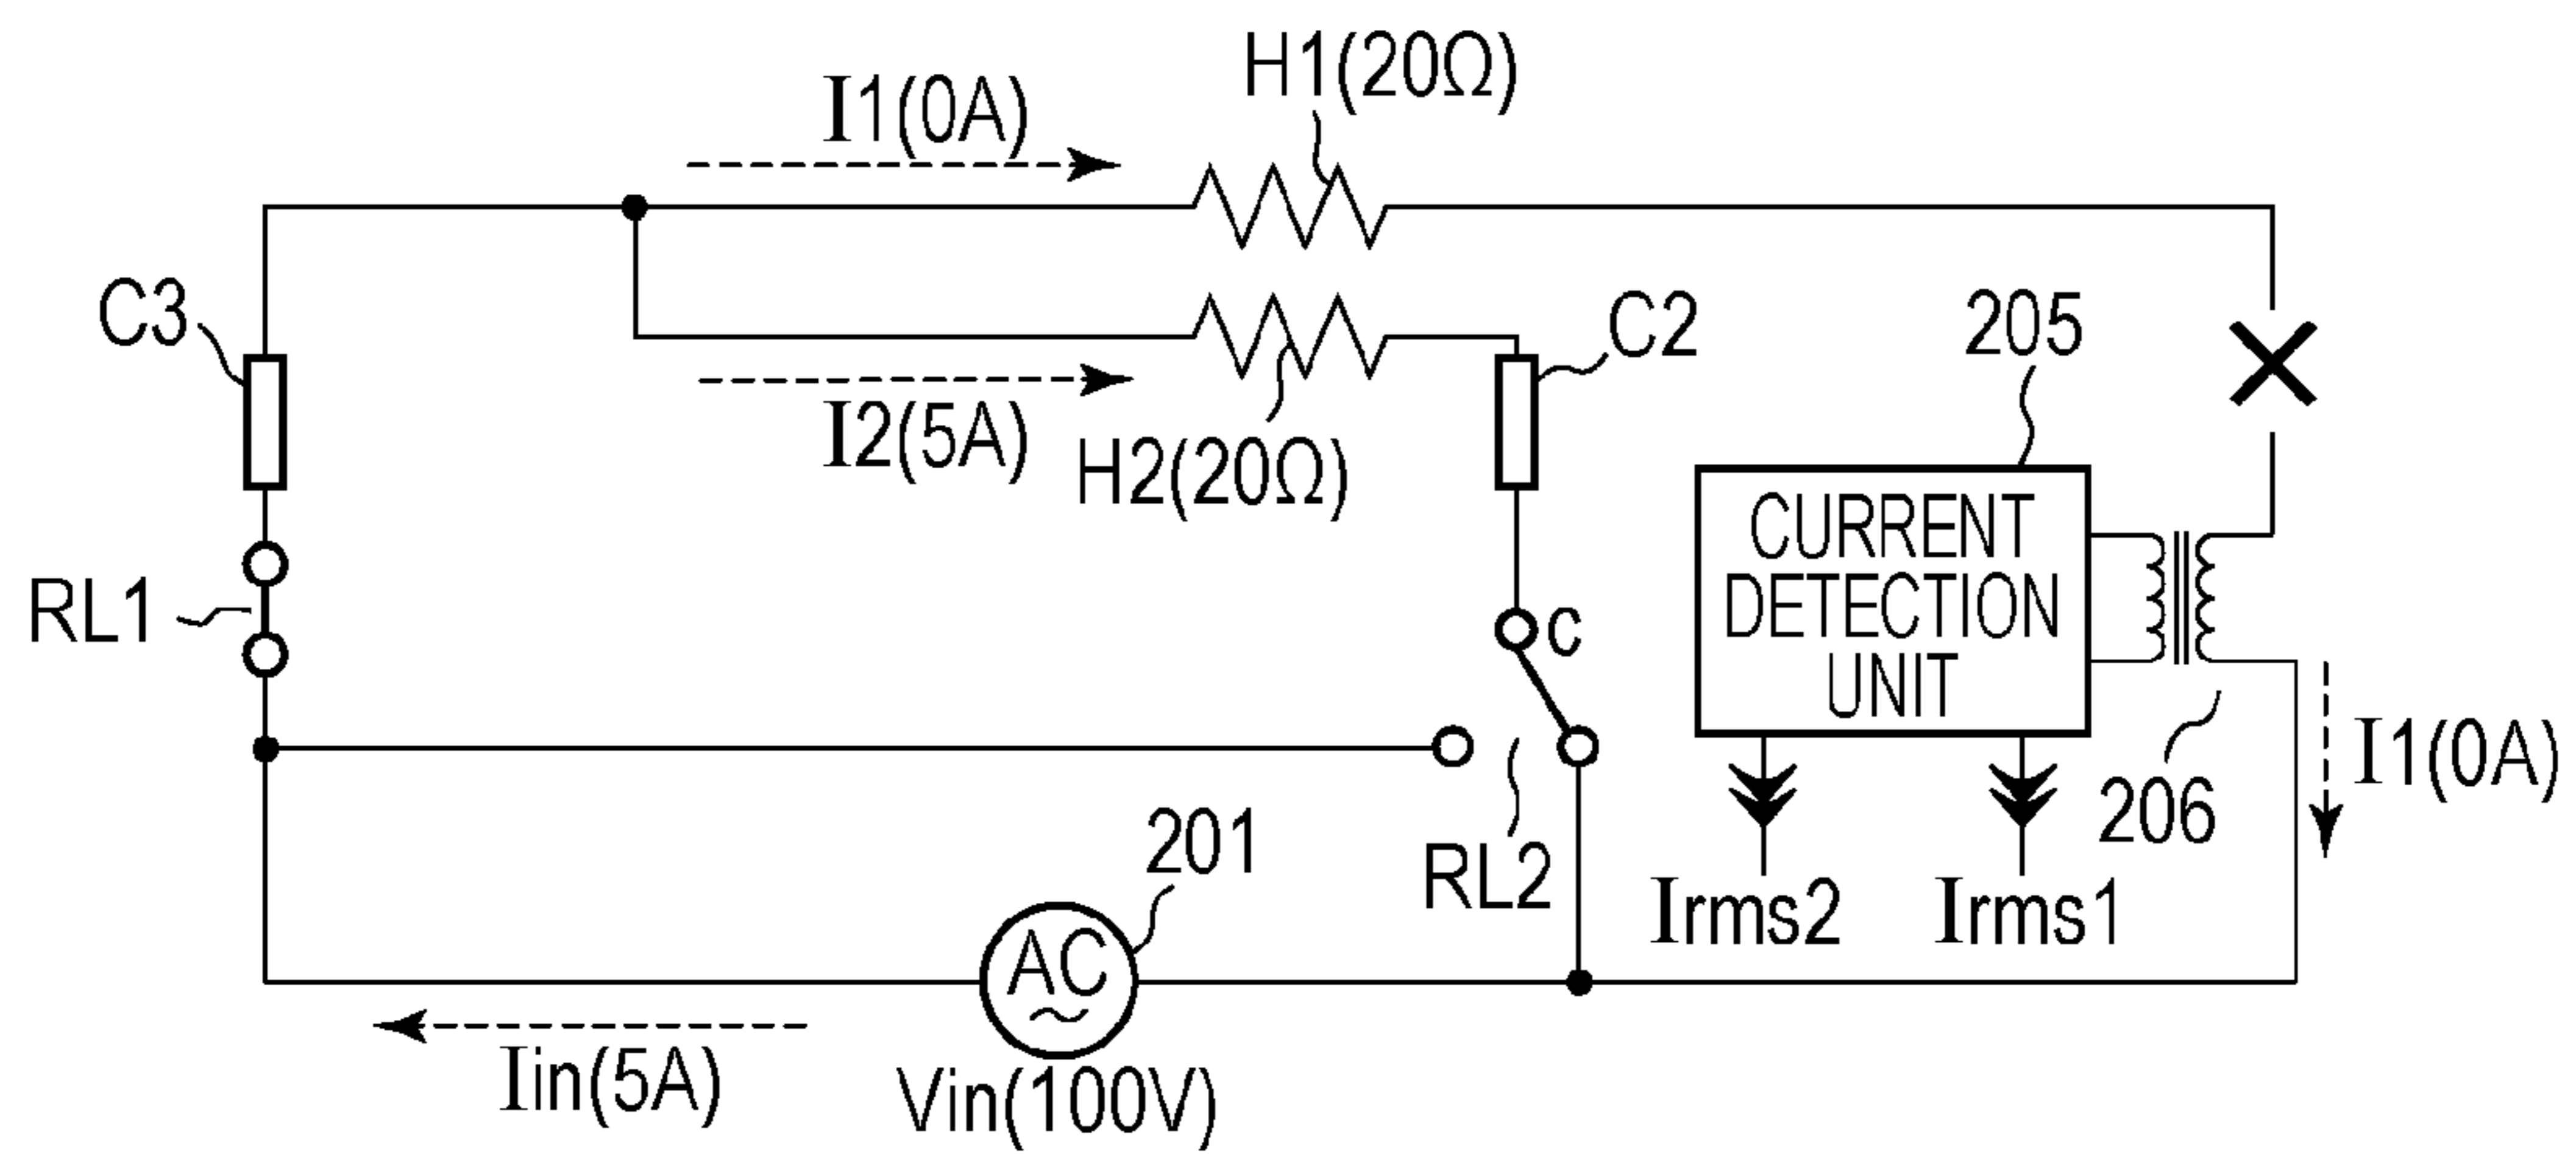 H1(20Ω)
I1(0A)
C3
C2
205
I2(5A)
H2(20Ω)
CURRENT
DETECTION
UNIT
RL1
c
I1(0A)
206
201
RL2
Irms2
Irms1
AC
~
Iin(5A)
Vin(100V)